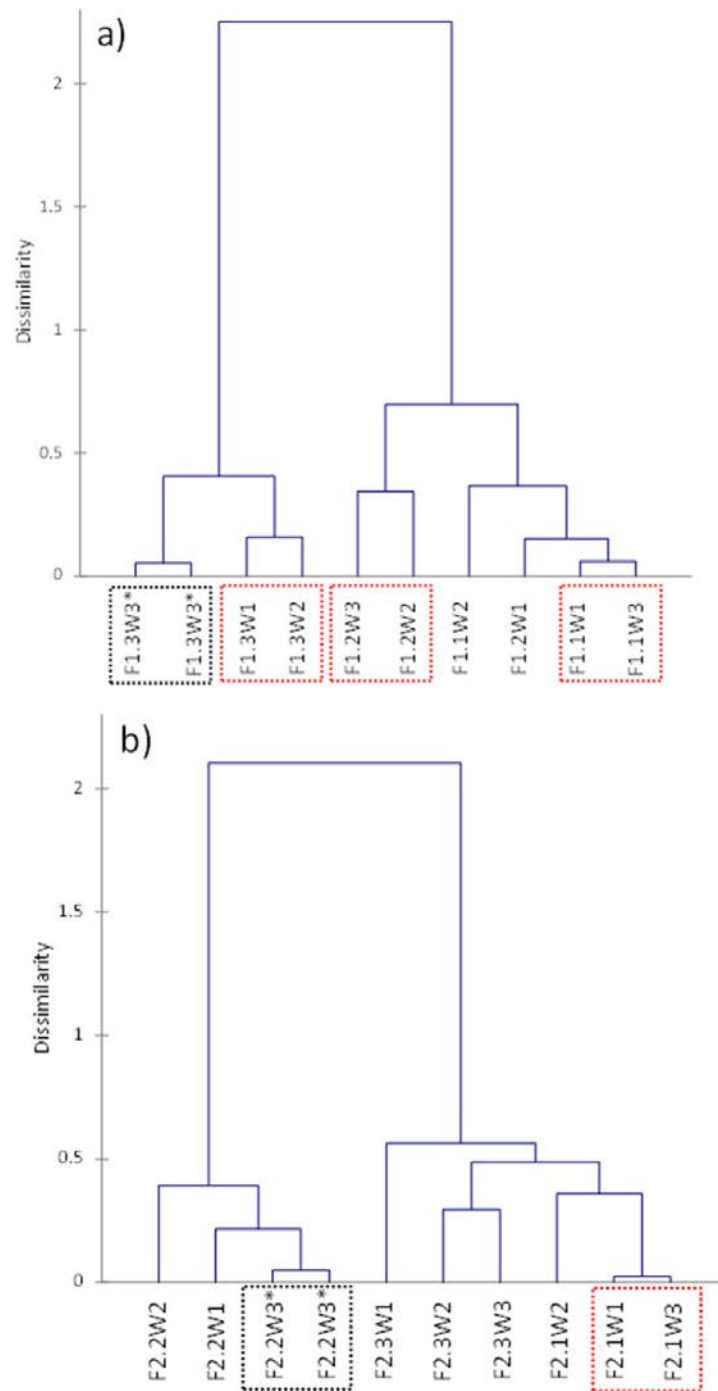 a)
2
1.5
1
0.5
0
Dissimilarity
F1.3W3*
F1.3W3*
F1.3W1
F1.3W2
F1.2W3
F1.2W2
F1.1W2
F1.2W1
F1.1W1
F1.1W3
b)
2
1.5
1
0.5
0
Dissimilarity
F2.2W2
F2.2W1
F2.2W3*
F2.2W3*
F2.3W1
F2.3W2
F2.3W3
F2.1W2
F2.1W1
F2.1W3